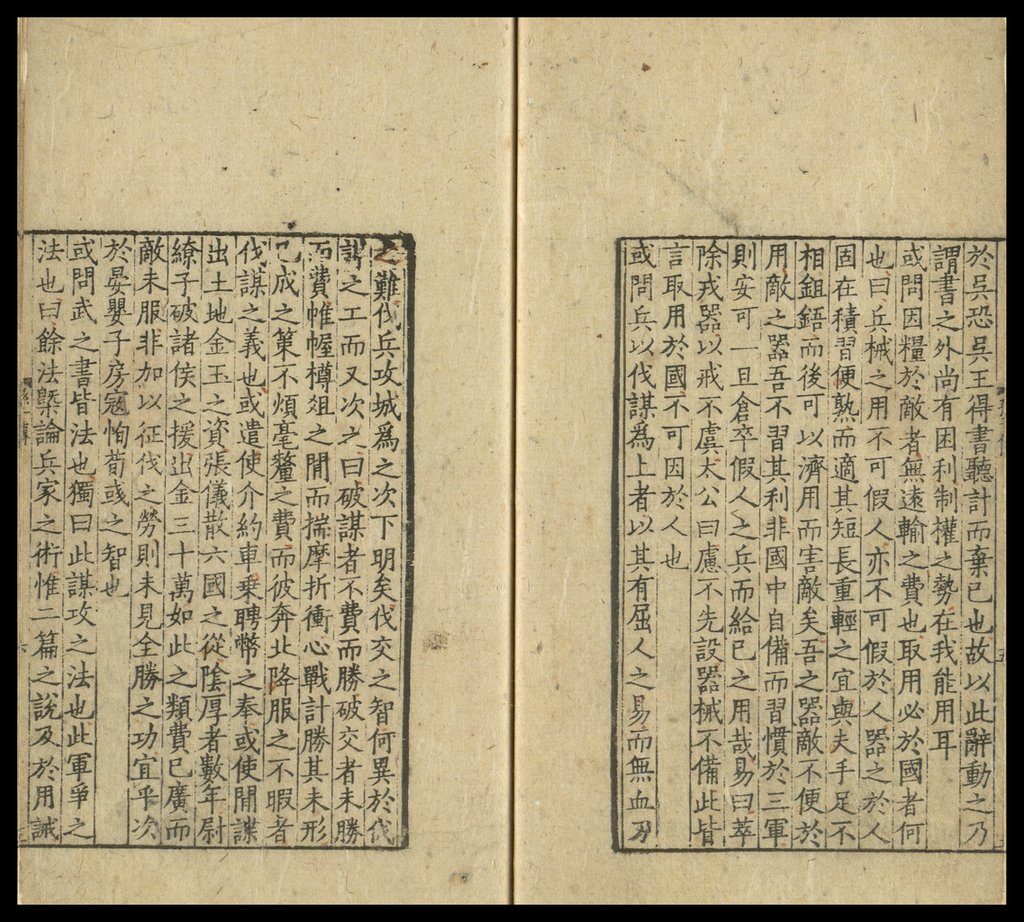 於吳恐吳王得書聽計而棄已也故以此辭動之乃
謂書之外尚有因利制權之勢在我能用耳
或問因糧於敵者無遠輸之費也取用必於國者何
也曰兵械之用不可假人亦不可假於人器之於人
固在積習便熟而適其短長重輕之宜與夫手足不
相鉏鋙而後可以濟用而害敵矣吾之器敵不便於
用敵之器吾不習其利非國中自備而習慣於三軍
則安可一旦倉卒假人之兵而給已之用哉易曰萃
除戎器以戒不虞太公曰慮不先設器械不備此皆
言取用於國不可因於人也
或問兵以伐謀爲上者以其有屈人之易而無血刃
之難伐兵攻城爲之次下明矣伐交之智何異於伐
謀之工而又次之曰破謀者不費而勝破交者未勝
而費帷幄樽俎之間而揣摩折衝心戰計勝其未形
已成之策不煩毫釐之費而彼奔北降服之不暇者
伐謀之義也或遣使介約車乗聘幣之奉或使間諜
出土地金玉之資張儀散六國之從陰厚者數年尉
繚子破諸侯之援出金三十萬如此之類費已廣而
敵未服非加以征伐之勞則未見全勝之功宜乎次
於晏嬰子房寇恂荀彧之智也
或問武之書皆法也獨曰此謀攻之法也此軍爭之
法也曰餘法槩論兵家之術惟二篇之說及於用誡